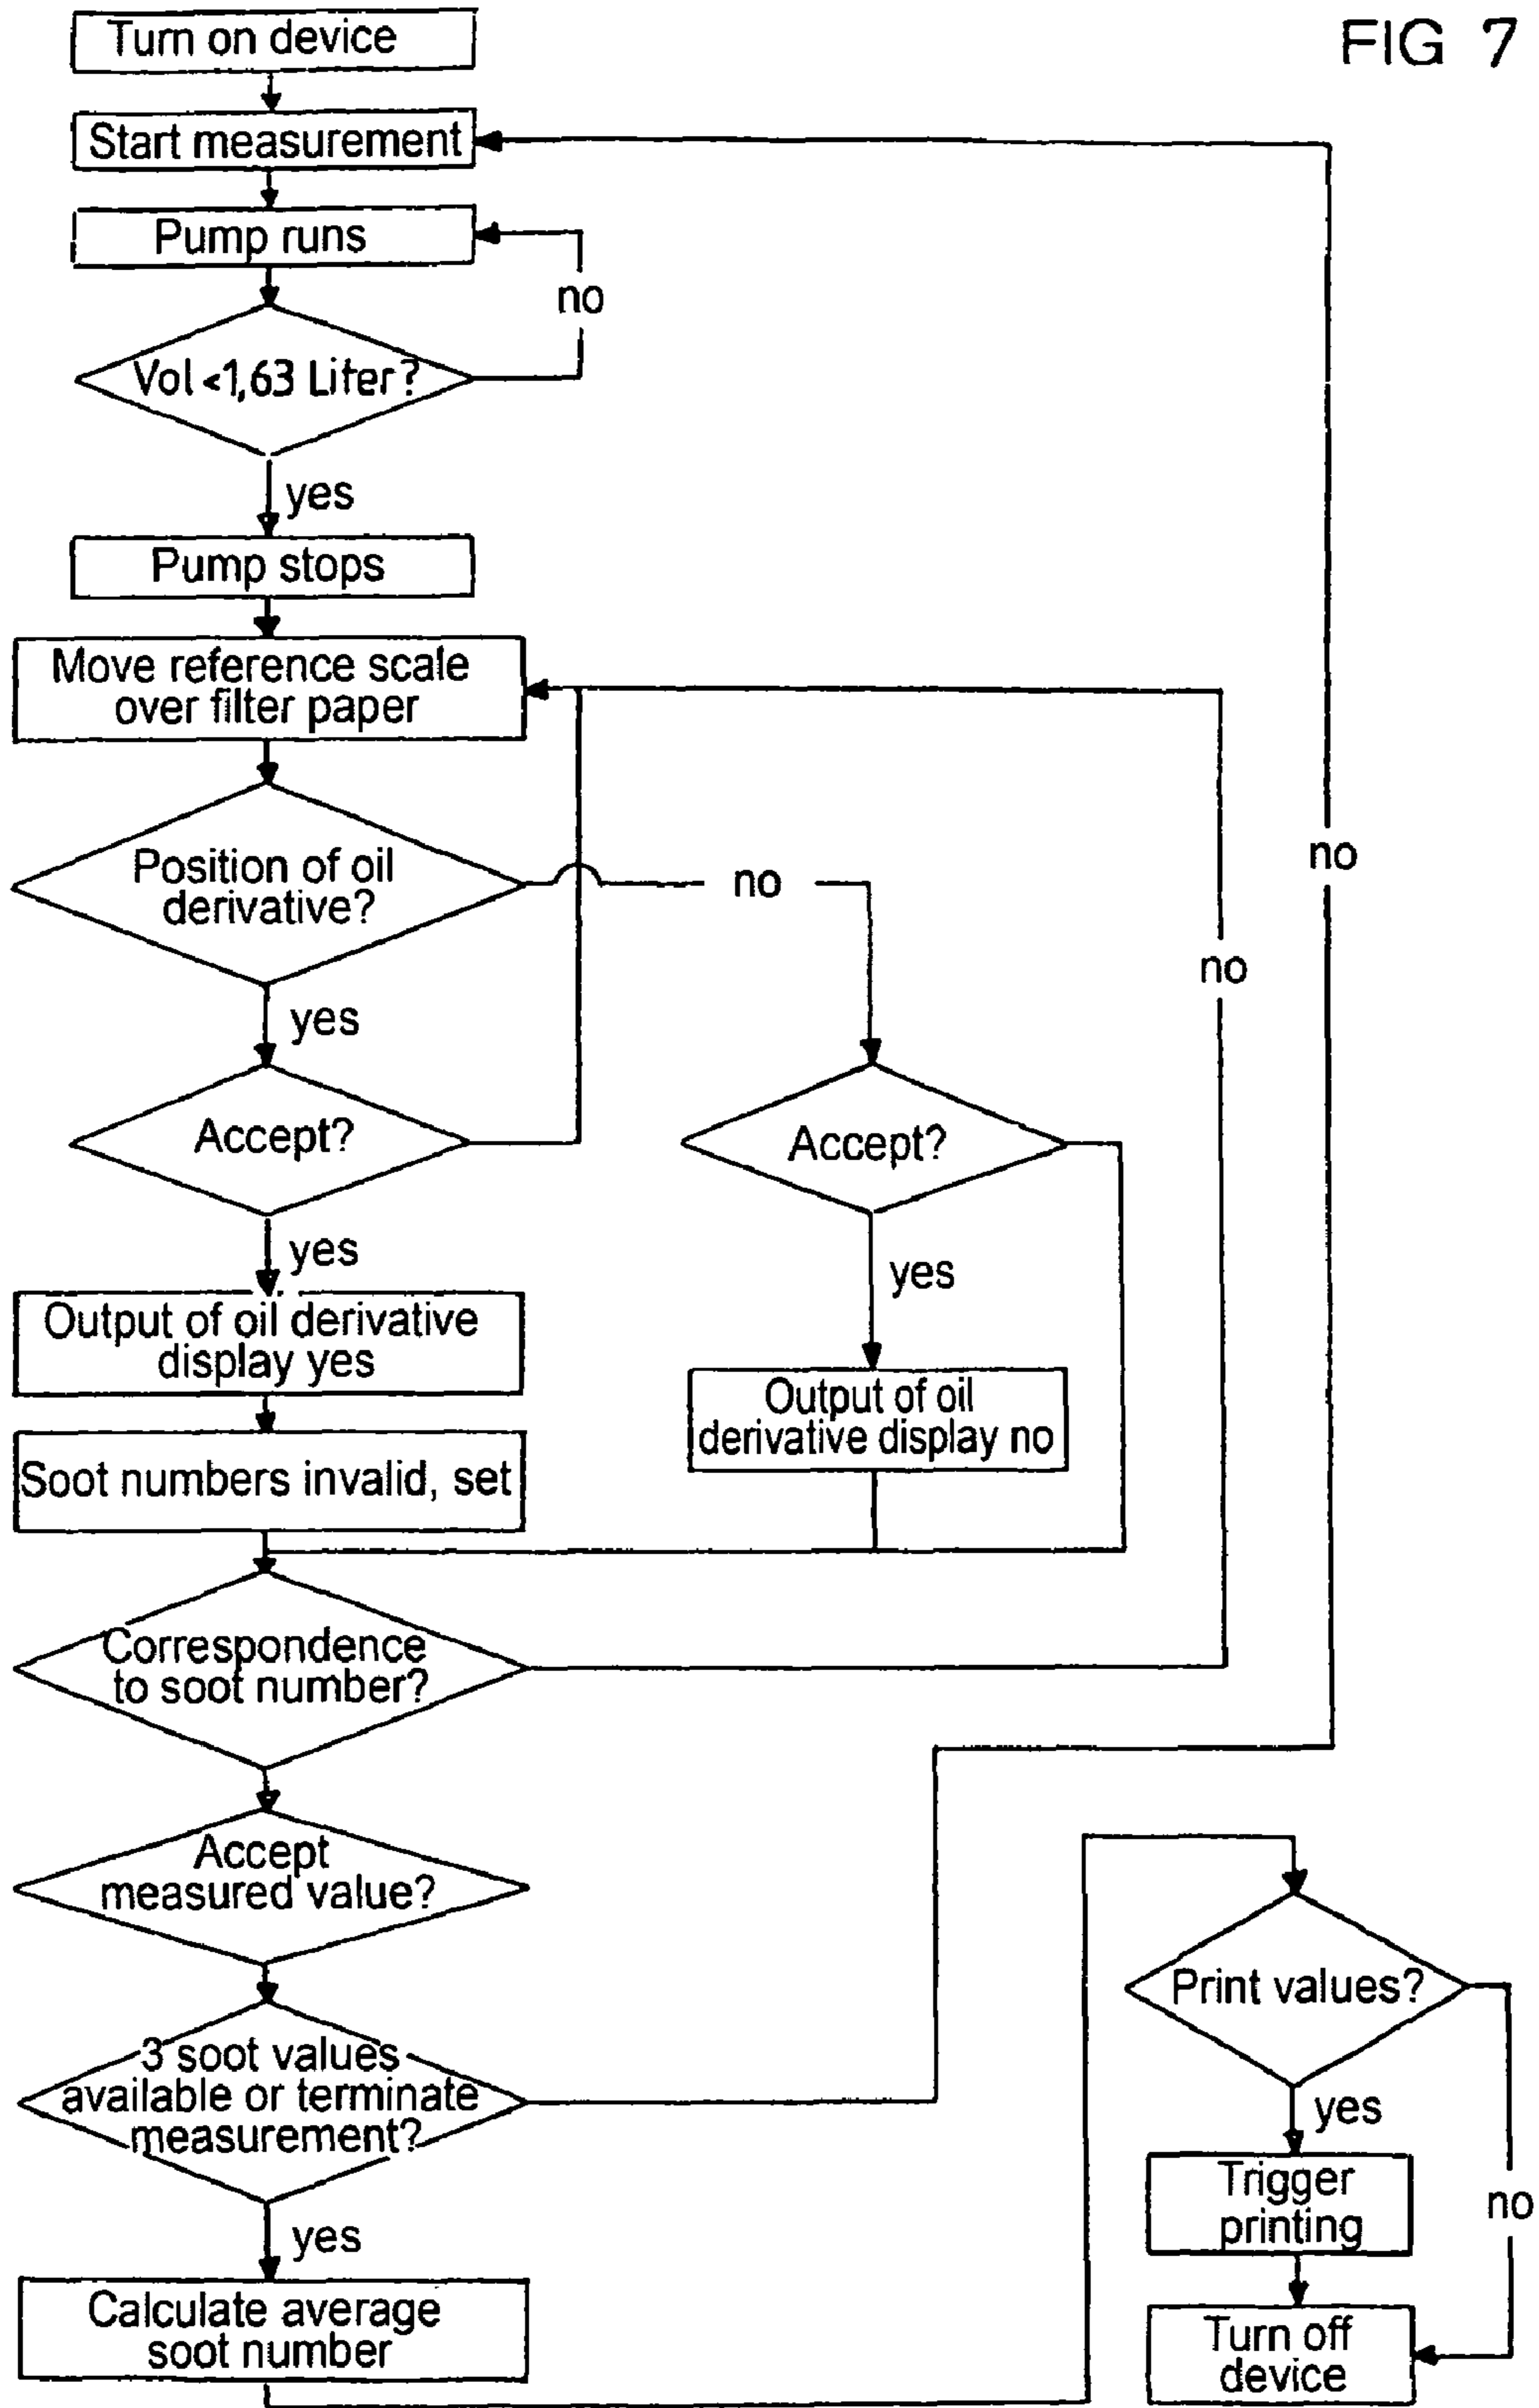 FIG 7
Turn on device
Start measurement
Pump runs
no
Vol <1,63 Liter?
yes
Pump stops
Move reference scale
over filter paper
Position of oil
derivative?
no
no
no
yes
Accept?
Accept?
yes
yes
Output of oil derivative
display yes
Output of oil
derivative display no
Soot numbers invalid, set
Correspondence
to soot number?
Accept
measured value?
3 soot values
available or terminate
measurement?
yes
Calculate average
soot number
Print values?
yes
Trigger
printing
no
Turn off
device